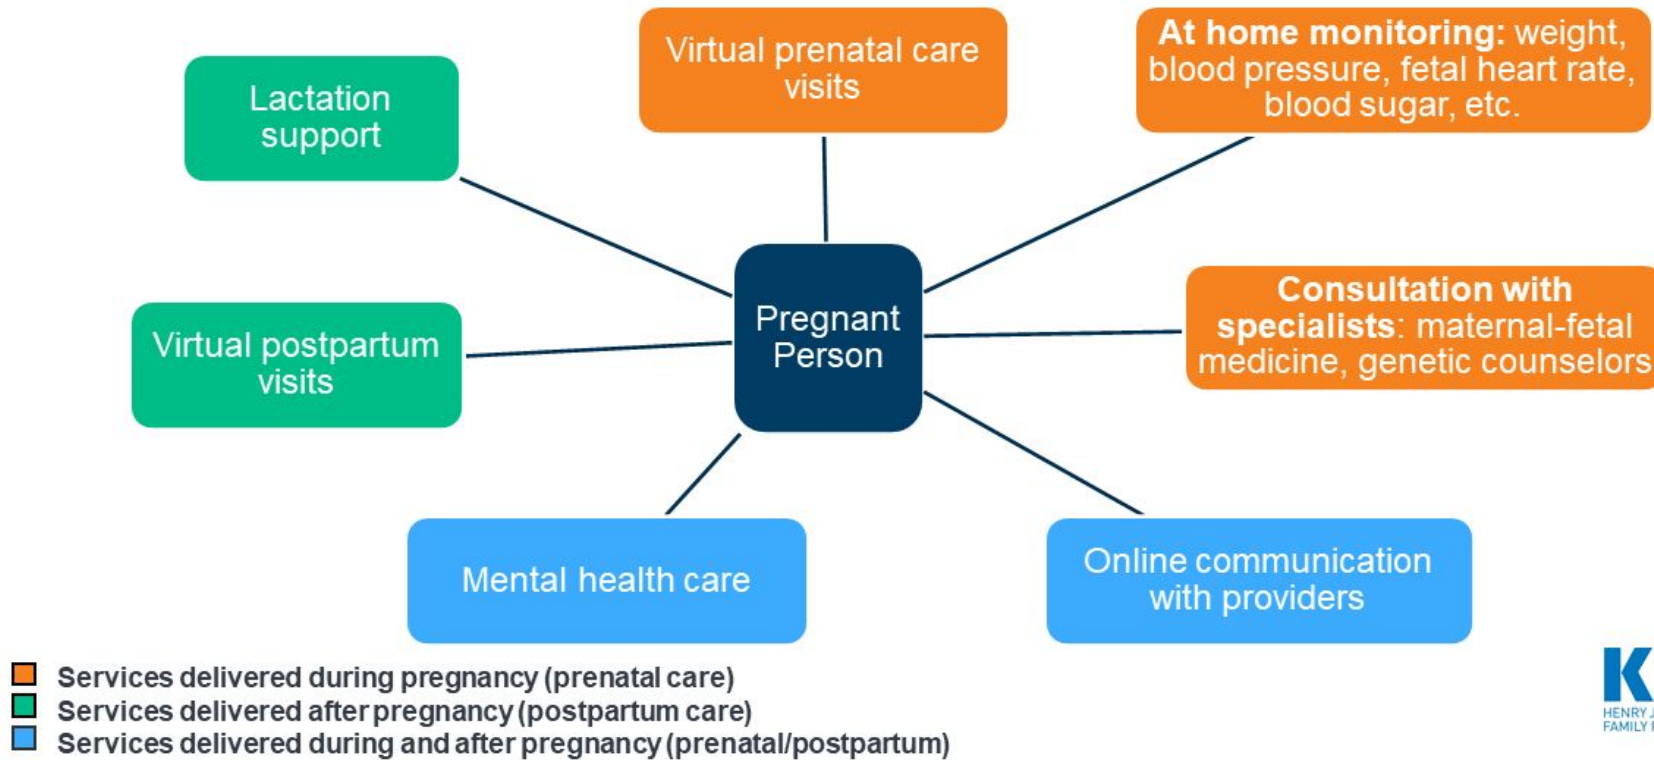 Virtual prenatal care
visits
At home monitoring: weight,
blood pressure, fetal heart rate,
blood sugar, etc.
Lactation
support
Pregnant
Person
Consultation with
specialists: maternal-fetal
medicine, genetic counselors
Virtual postpartum
visits
Mental health care
Online communication
with providers
Services delivered during pregnancy (prenatal care)
Services delivered after pregnancy (postpartum care)
Services delivered during and after pregnancy (prenatal/postpartum)
K
HENRY J
FAMILY F